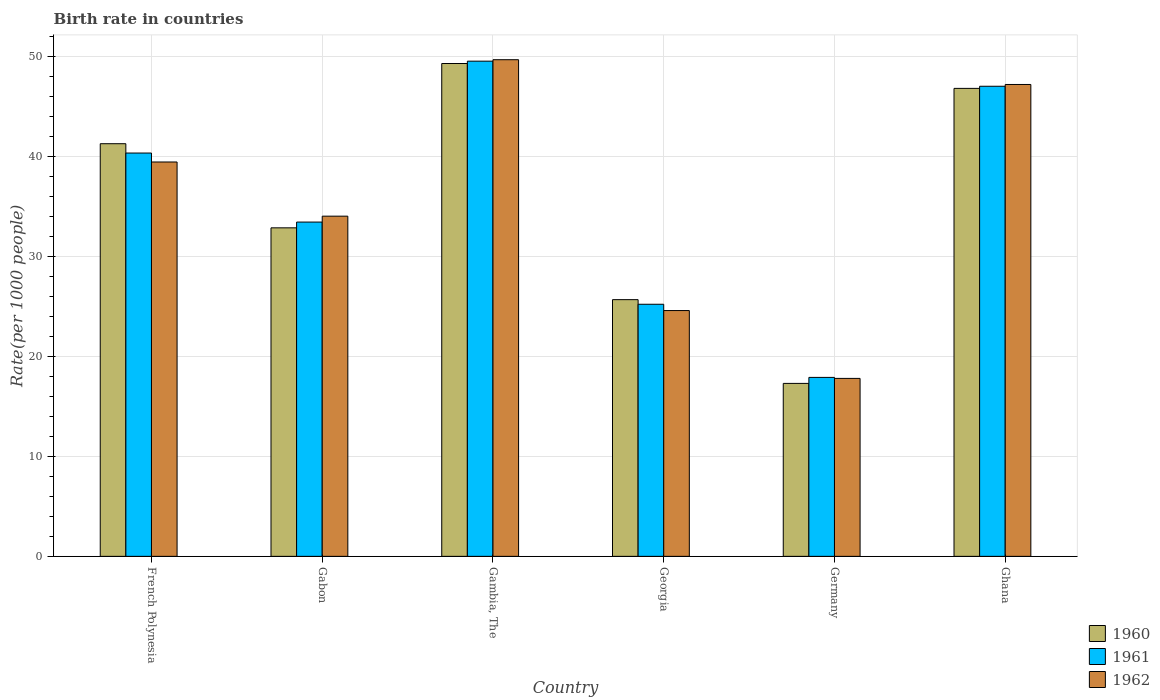 Birth rate in countries
Rate(per 1000 people)
50
40
30
20
10
0
French Polynesia
Gabon
Gambia, The
Georgia
Germany
Ghana
Country
1960
1961
1962